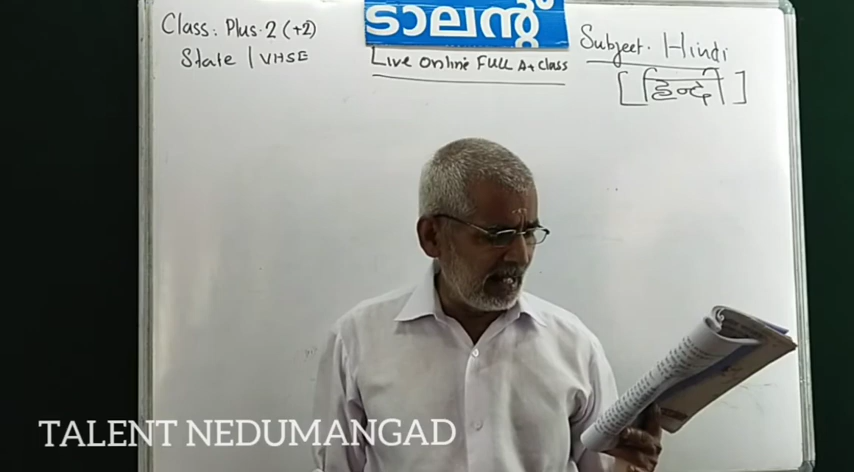 Class: Plus-2 (+2)
State | VHSE
ടാലന്റ്
Live Online Full A+ Class
Subject. Hindi
[हिन्दी]
TALENT NEDUMANGAD